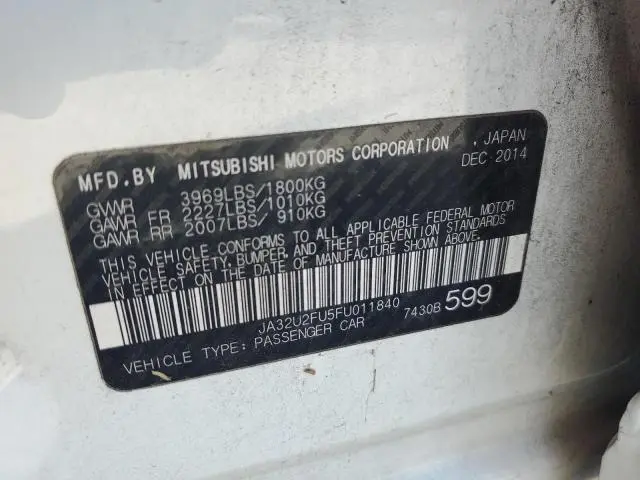 MFD. BY MITSUBISHI MOTORS CORPORATION , JAPAN
DEC 2014
GVWR 3969LBS/1800KG
GAWR FR 2227LBS/1010KG
GAWR RR 2007LBS/ 910KG
THIS VEHICLE CONFORMS TO ALL APPLICABLE FEDERAL MOTOR
VEHICLE SAFETY, BUMPER, AND THEFT PREVENTION STANDARDS
IN EFFECT ON THE DATE OF MANUFACTURE SHOWN ABOVE.
JA32U2FU5FU011840 7430B 599
VEHICLE TYPE: PASSENGER CAR